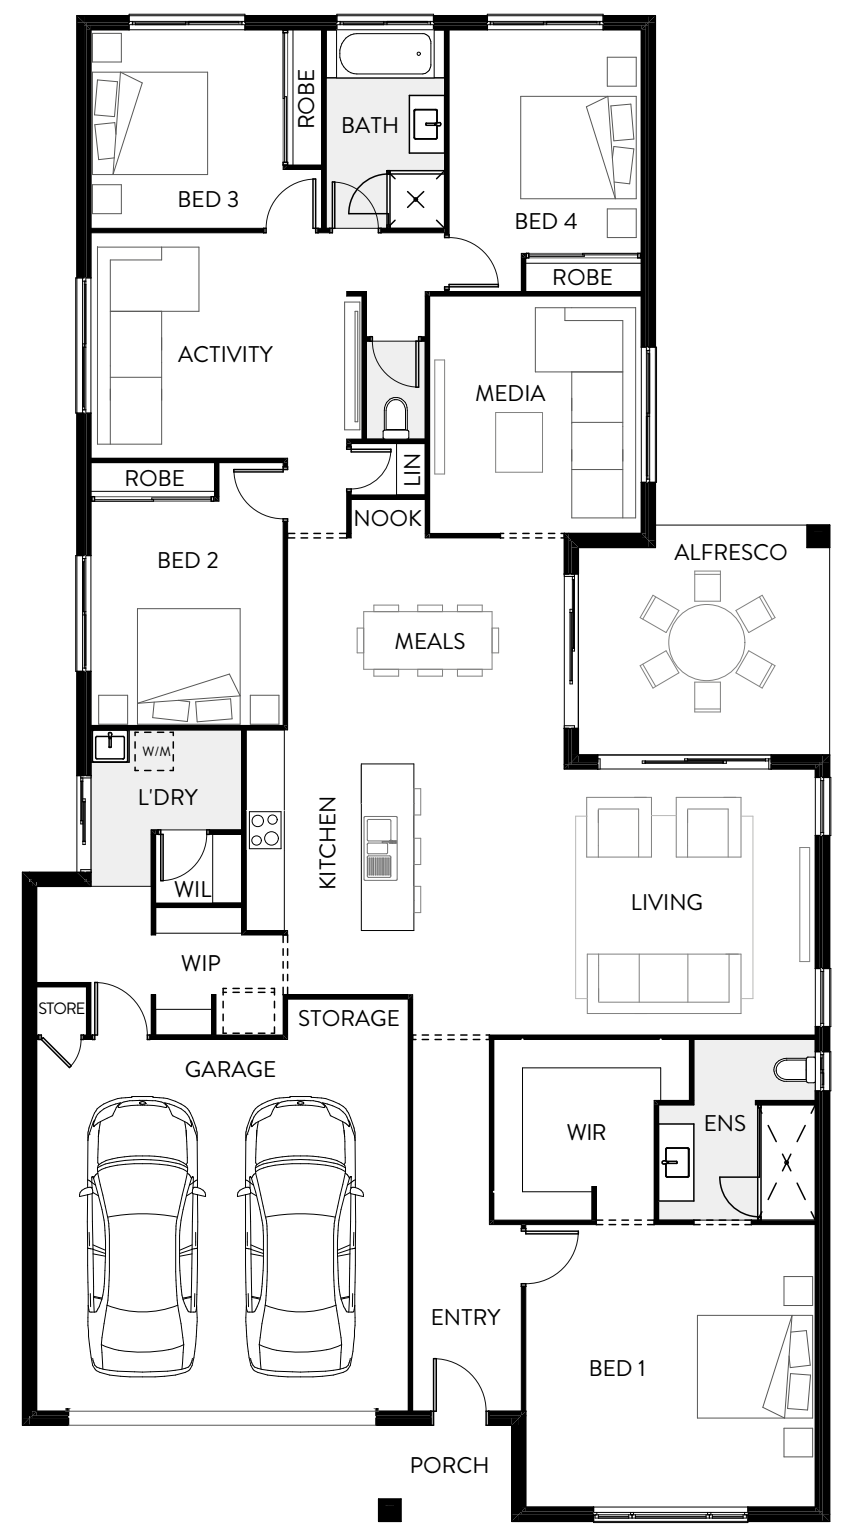 ROBE
BATH
BED 3
BED 4
ROBE
ACTIVITY
MEDIA
LIN
ROBE
NOOK
BED 2
ALFRESCO
MEALS
W/M
L'DRY
KITCHEN
WIL
LIVING
WIP
STORE
STORAGE
GARAGE
WIR
ENS
ENTRY
BED 1
PORCH